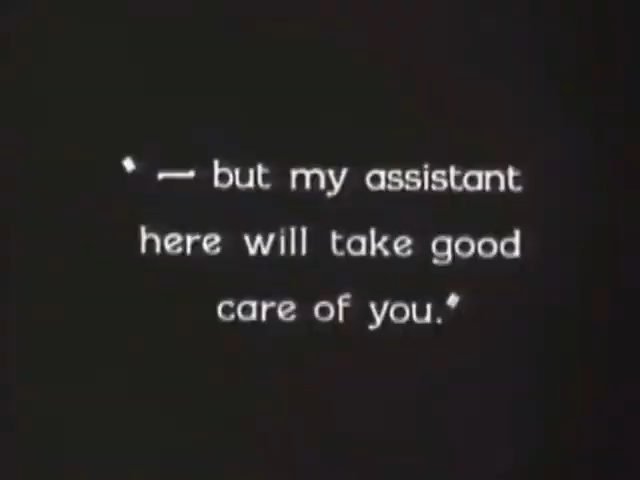 " — but my assistant
here will take good
care of you."